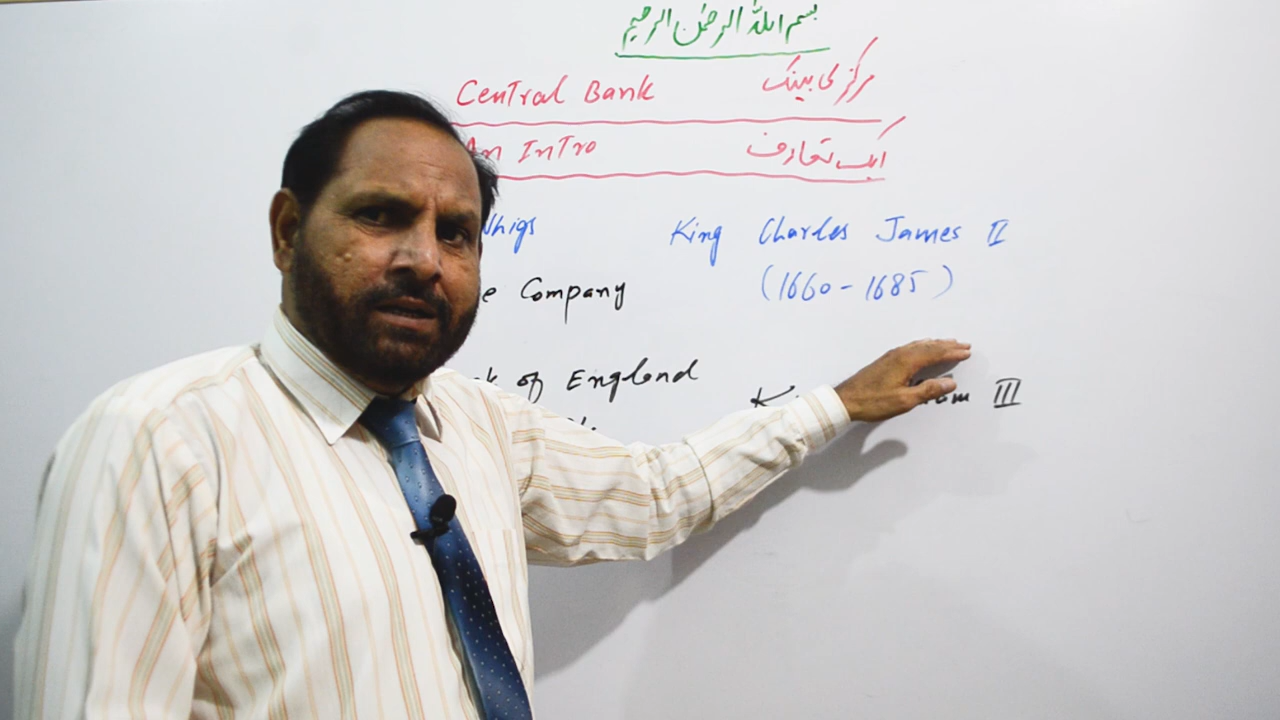 بسم اللہ الرحمٰن الرحیم
Central Bank مرکزی بینک
An Intro ایک تعارف
Whigs King Charles James II
Company (1660-1685)
of England
III